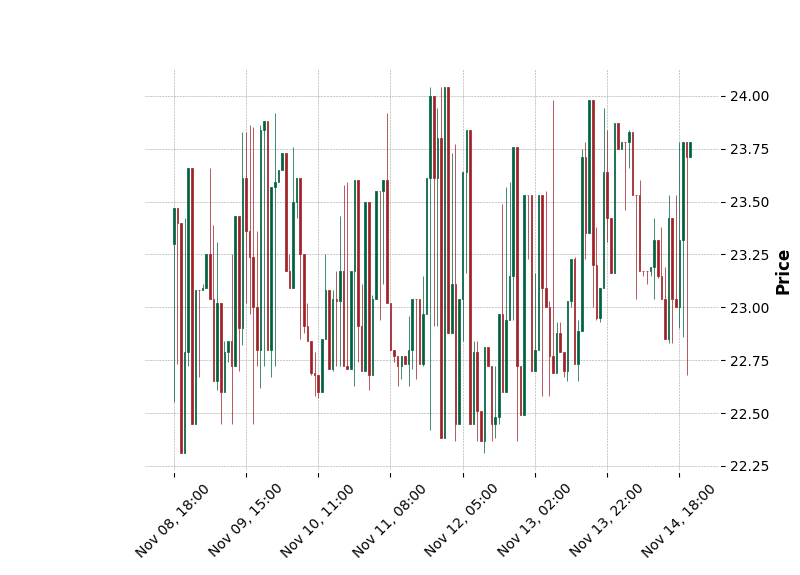 24.00
23.75
23.50
23.25
23.00
22.75
22.50
22.25
Price
Nov 08, 18:00
Nov 09, 15:00
Nov 10, 11:00
Nov 11, 08:00
Nov 12, 05:00
Nov 13, 02:00
Nov 13, 22:00
Nov 14, 18:00